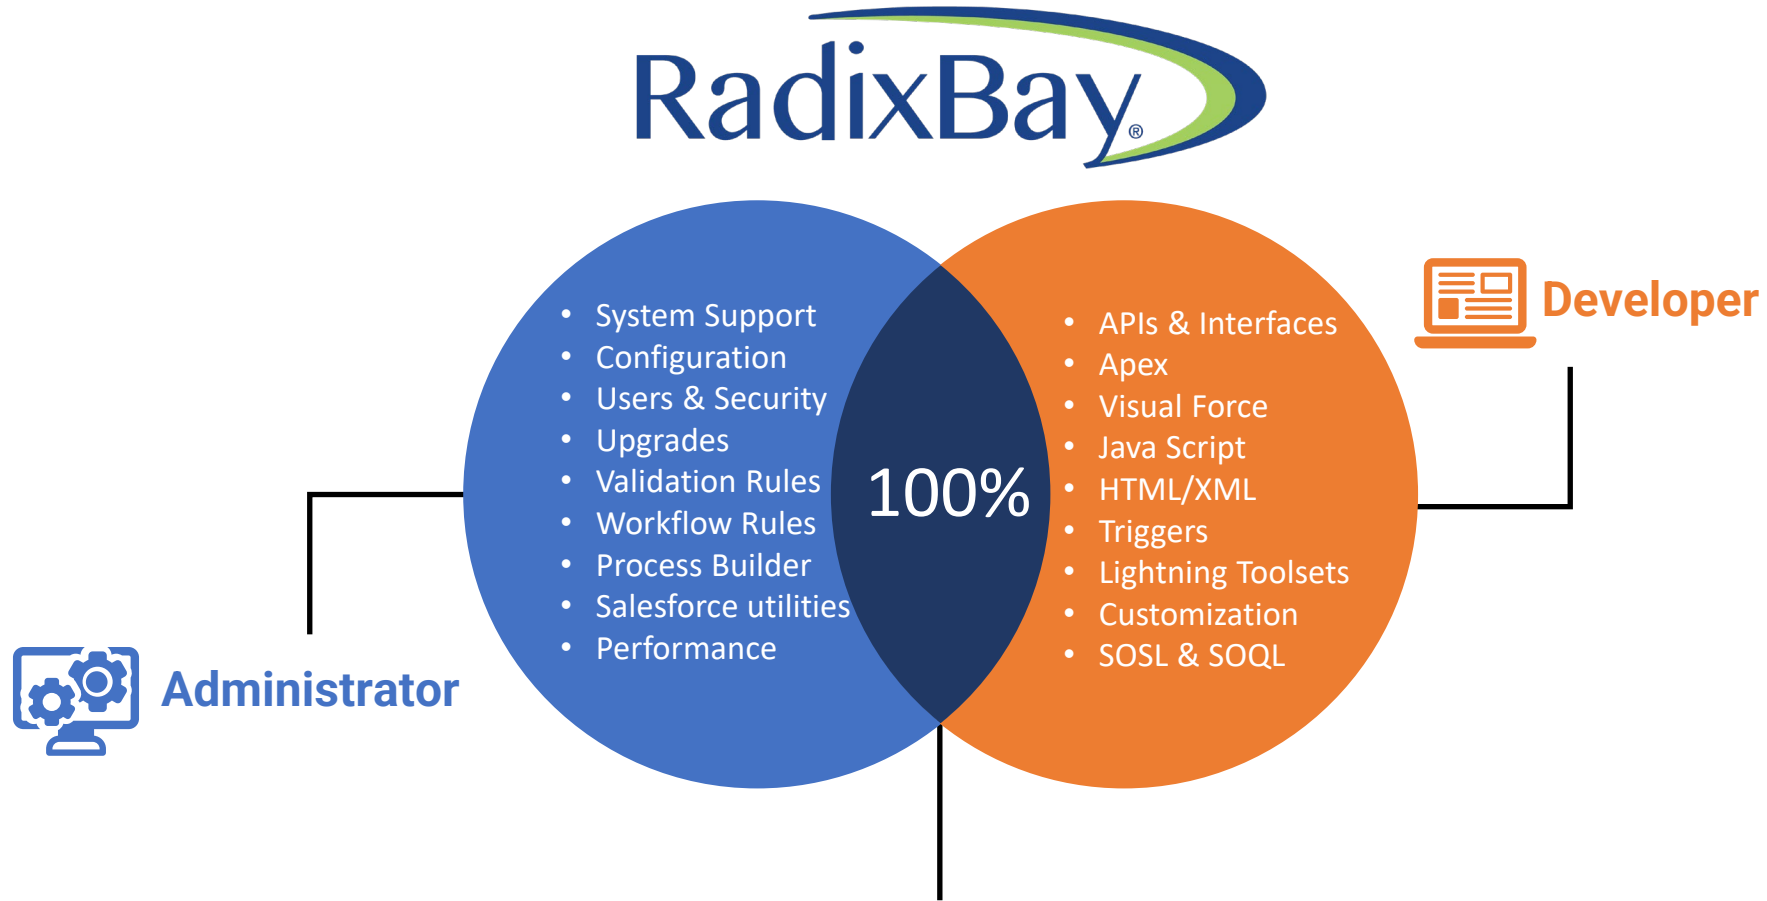 RadixBay®
• System Support
• Configuration
• Users & Security
• Upgrades
• Validation Rules
• Workflow Rules
• Process Builder
• Salesforce utilities
• Performance
100%
• APIs & Interfaces
• Apex
• Visual Force
• Java Script
• HTML/XML
• Triggers
• Lightning Toolsets
• Customization
• SOSL & SOQL
Developer
Administrator